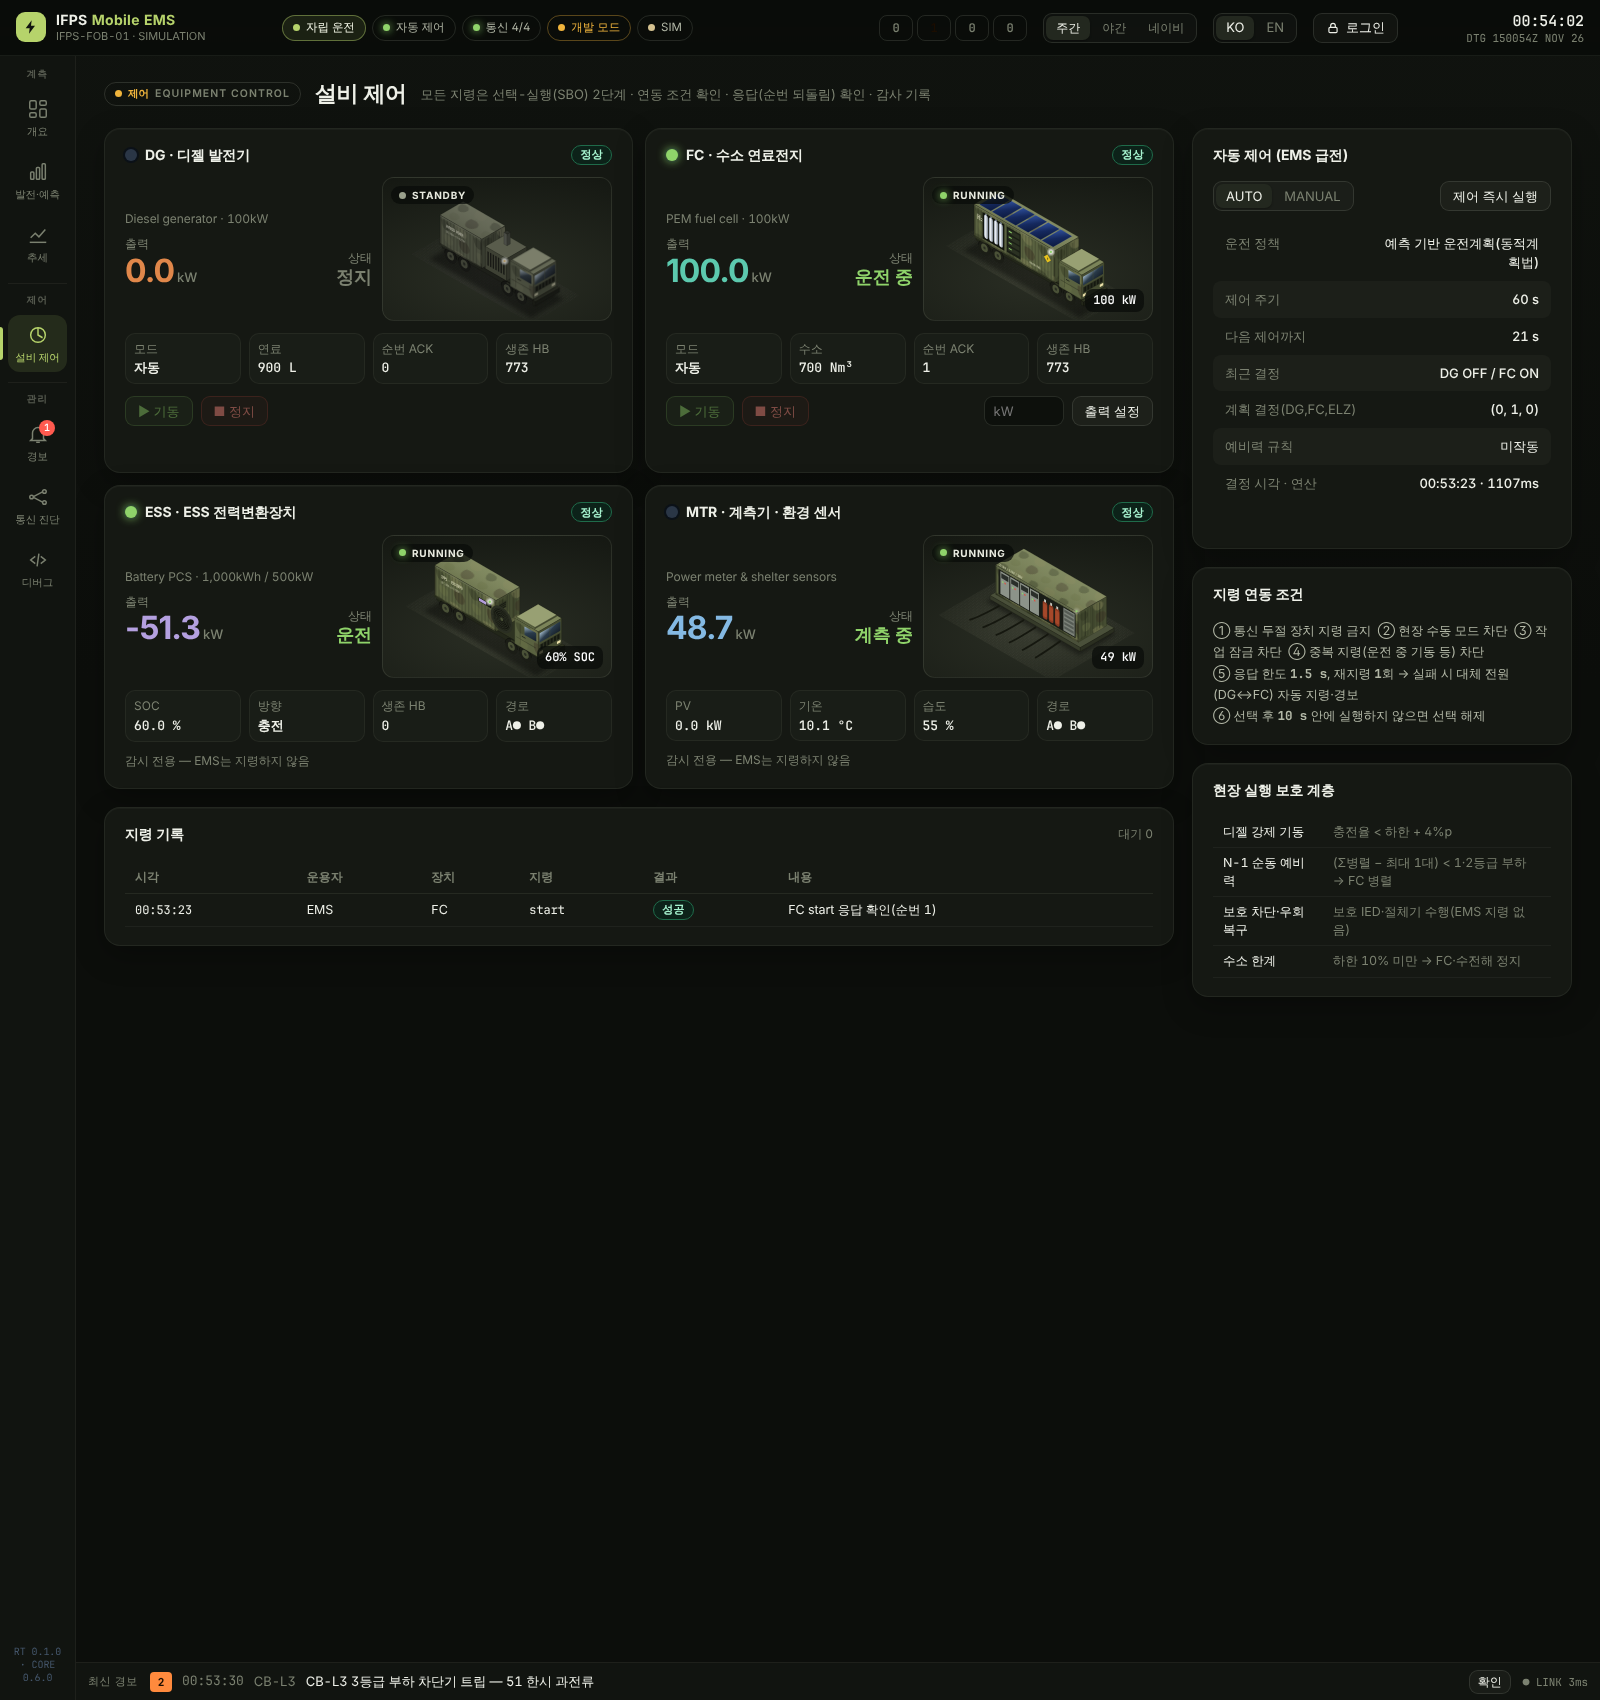 IFPS Mobile EMS
IFPS-FOB-01 · SIMULATION
자립 운전
자동 제어
통신 4/4
개발 모드
SIM
0
0
0
주간
야간
네이비
KO
EN
로그인
00:54:02
DTG 150054Z NOV 26
계측
개요
발전·예측
추세
제어
설비 제어
관리
1
경보
통신 진단
디버그
RT 0.1.0
· CORE
0.6.0
제어 EQUIPMENT CONTROL
설비 제어
모든 지령은 선택-실행(SBO) 2단계 · 연동 조건 확인 · 응답(순번 되돌림) 확인 · 감사 기록
DG · 디젤 발전기
정상
Diesel generator · 100kW
출력
0.0 kW
상태
정지
STANDBY
모드
자동
연료
900 L
순번 ACK
0
생존 HB
773
▶ 기동
■ 정지
FC · 수소 연료전지
정상
PEM fuel cell · 100kW
출력
100.0 kW
상태
운전 중
RUNNING
100 kW
모드
자동
수소
700 Nm³
순번 ACK
1
생존 HB
773
▶ 기동
■ 정지
kW
출력 설정
ESS · ESS 전력변환장치
정상
Battery PCS · 1,000kWh / 500kW
출력
-51.3 kW
상태
운전
RUNNING
60% SOC
SOC
60.0 %
방향
충전
생존 HB
0
경로
A● B●
감시 전용 — EMS는 지령하지 않음
MTR · 계측기 · 환경 센서
정상
Power meter & shelter sensors
출력
48.7 kW
상태
계측 중
RUNNING
49 kW
PV
0.0 kW
기온
10.1 °C
습도
55 %
경로
A● B●
감시 전용 — EMS는 지령하지 않음
지령 기록
대기 0
시각 운용자 장치 지령 결과 내용
00:53:23 EMS FC start 성공 FC start 응답 확인(순번 1)
자동 제어 (EMS 급전)
AUTO
MANUAL
제어 즉시 실행
운전 정책 예측 기반 운전계획(동적계
획법)
제어 주기 60 s
다음 제어까지 21 s
최근 결정 DG OFF / FC ON
계획 결정(DG,FC,ELZ) (0, 1, 0)
예비력 규칙 미작동
결정 시각 · 연산 00:53:23 · 1107ms
지령 연동 조건
① 통신 두절 장치 지령 금지 ② 현장 수동 모드 차단 ③ 작
업 잠금 차단 ④ 중복 지령(운전 중 기동 등) 차단
⑤ 응답 한도 1.5 s, 재지령 1회 → 실패 시 대체 전원
(DG↔FC) 자동 지령·경보
⑥ 선택 후 10 s 안에 실행하지 않으면 선택 해제
현장 실행 보호 계층
디젤 강제 기동 충전율 < 하한 + 4%p
N-1 순동 예비
력
(Σ병렬 − 최대 1대) < 1·2등급 부하
→ FC 병렬
보호 차단·우회
복구
보호 IED·절체기 수행(EMS 지령 없
음)
수소 한계 하한 10% 미만 → FC·수전해 정지
최신 경보 2 00:53:30 CB-L3 CB-L3 3등급 부하 차단기 트립 — 51 한시 과전류
확인
LINK 3ms